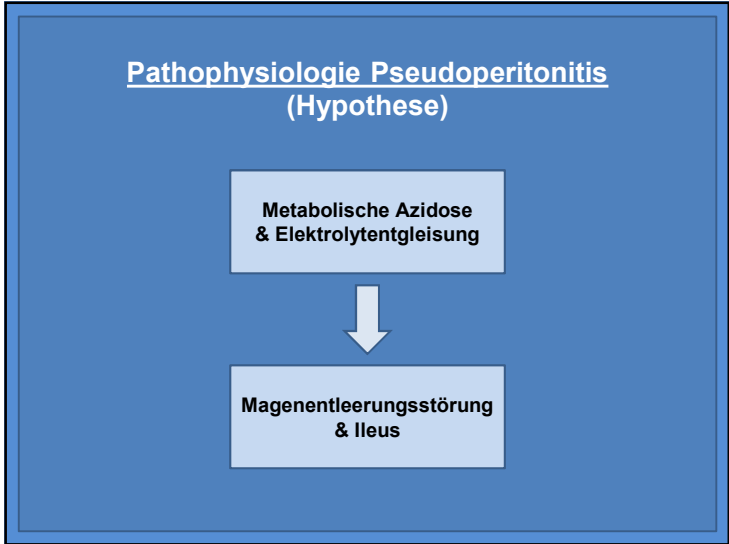 Pathophysiologie Pseudoperitonitis
(Hypothese)
Metabolische Azidose
& Elektrolytentgleisung
Magenentleerungsstörung
& Ileus